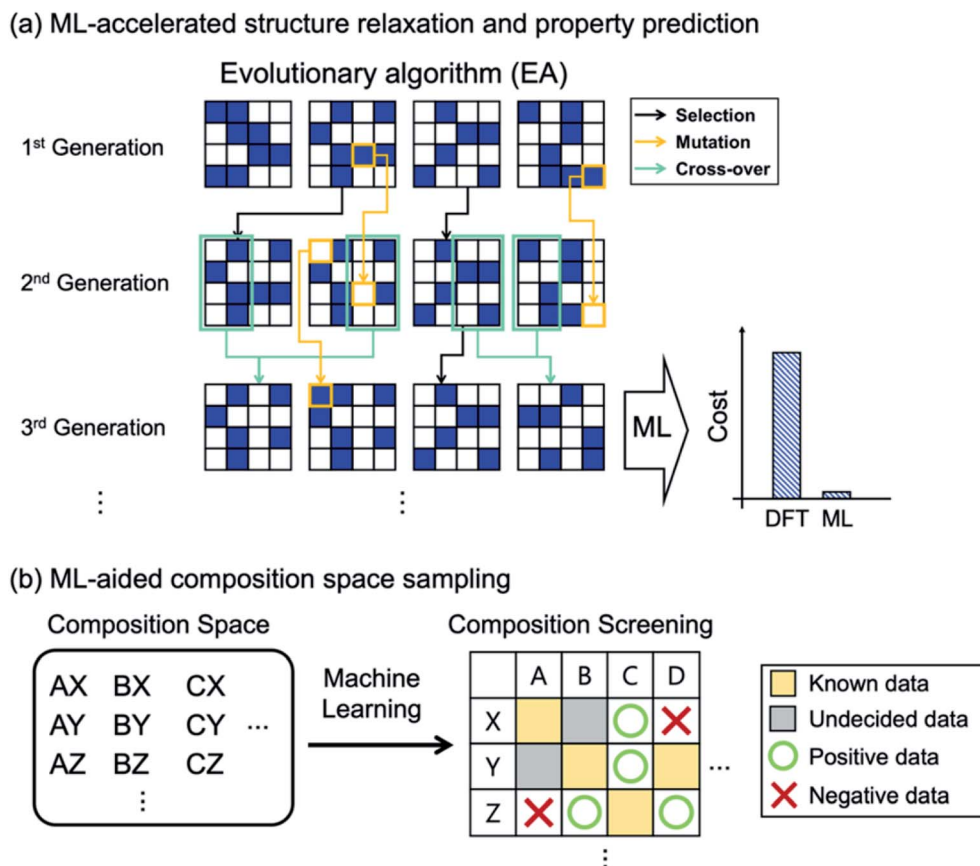 (a) ML-accelerated structure relaxation and property prediction
Evolutionary algorithm (EA)
1st Generation
Selection
Mutation
Cross-over
2nd Generation
3rd Generation
ML
Cost
DFT ML
⋮ ⋮
(b) ML-aided composition space sampling
Composition Space
AX BX CX
AY BY CY ...
AZ BZ CZ
⋮
Machine
Learning
Composition Screening
A B C D
X
Y ...
Z
⋮
Known data
Undecided data
Positive data
Negative data